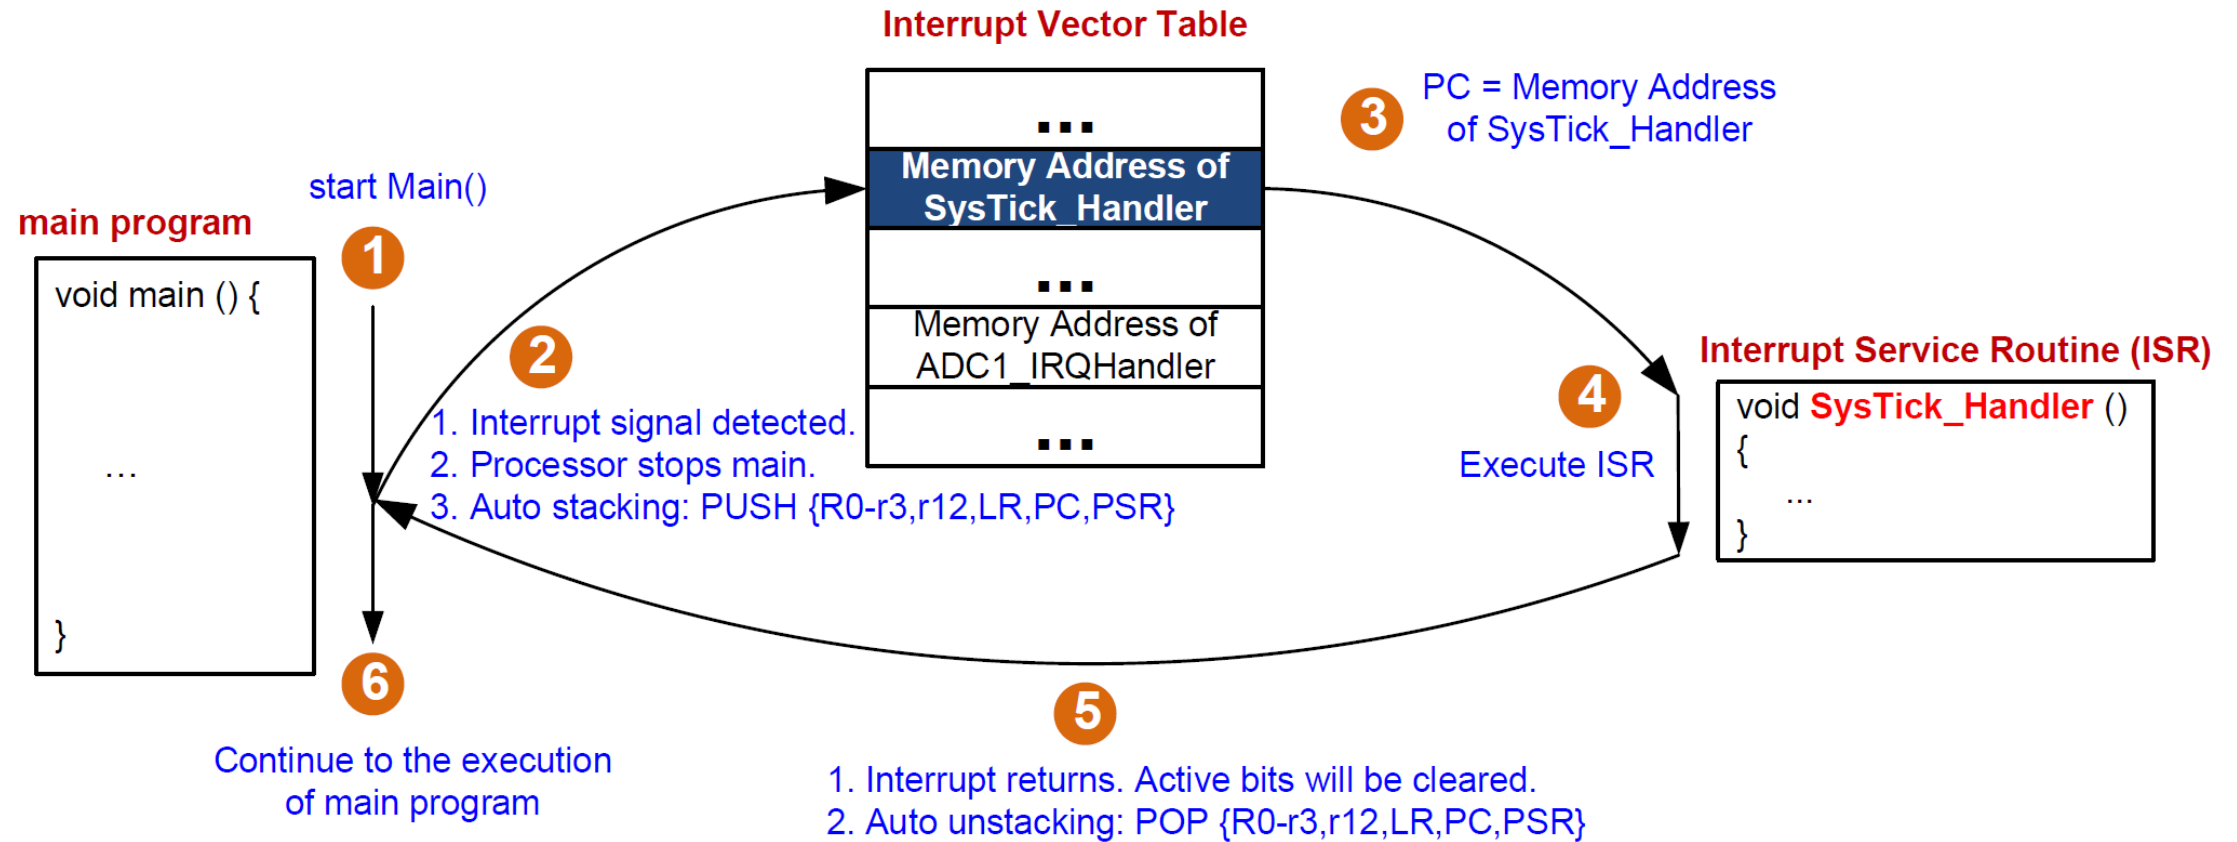 Interrupt Vector Table
...
Memory Address of
SysTick_Handler
...
Memory Address of
ADC1_IRQHandler
...
3
PC = Memory Address
of SysTick_Handler
start Main()
main program
1
void main () {
...
}
2
1. Interrupt signal detected.
2. Processor stops main.
3. Auto stacking: PUSH {R0-r3,r12,LR,PC,PSR}
Interrupt Service Routine (ISR)
4
Execute ISR
void SysTick_Handler ()
{
...
}
5
1. Interrupt returns. Active bits will be cleared.
2. Auto unstacking: POP {R0-r3,r12,LR,PC,PSR}
6
Continue to the execution
of main program